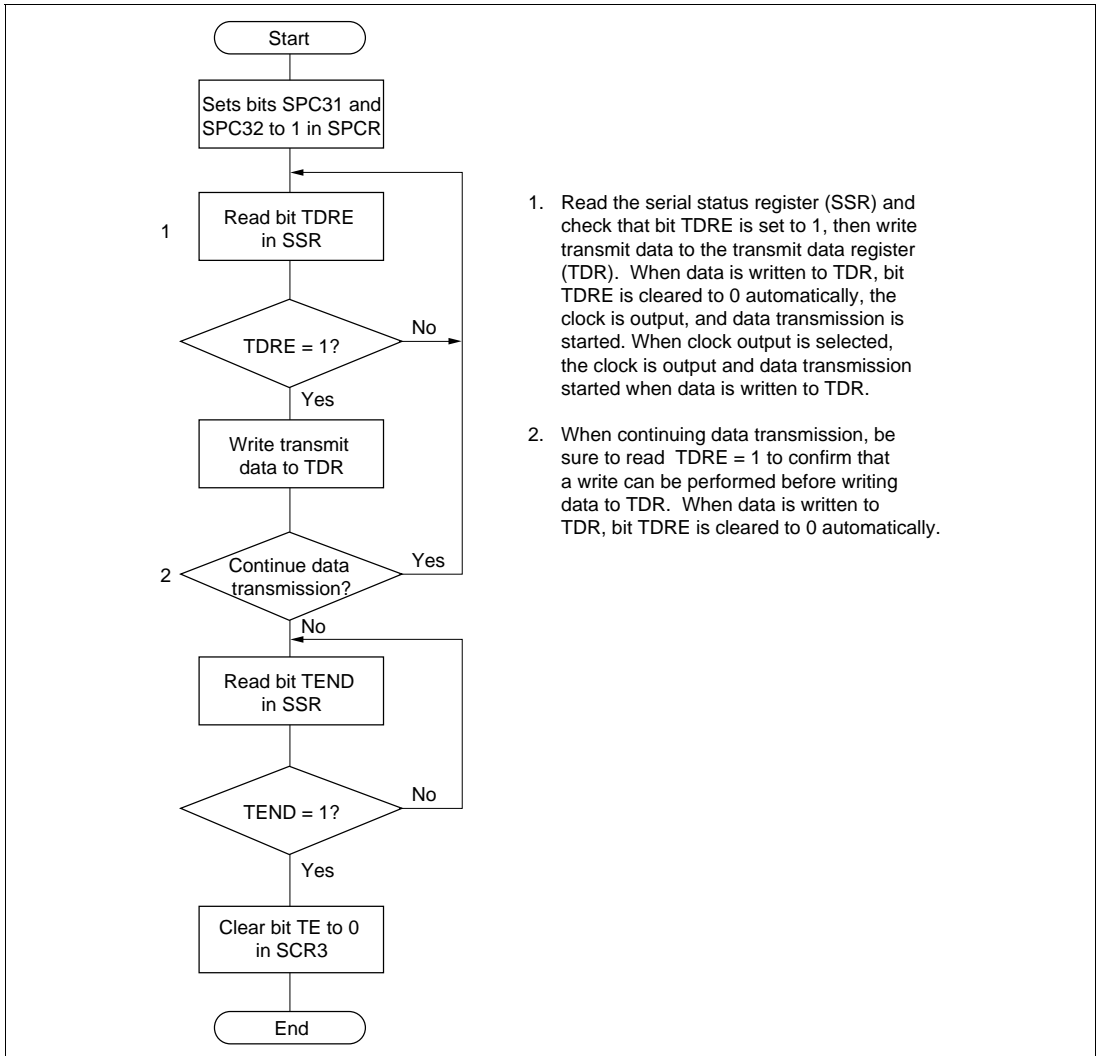 Start
Sets bits SPC31 and
SPC32 to 1 in SPCR
1
Read bit TDRE
in SSR
TDRE = 1?
No
Yes
Write transmit
data to TDR
2
Continue data
transmission?
Yes
No
Read bit TEND
in SSR
TEND = 1?
No
Yes
Clear bit TE to 0
in SCR3
End
1. Read the serial status register (SSR) and
check that bit TDRE is set to 1, then write
transmit data to the transmit data register
(TDR). When data is written to TDR, bit
TDRE is cleared to 0 automatically, the
clock is output, and data transmission is
started. When clock output is selected,
the clock is output and data transmission
started when data is written to TDR.
2. When continuing data transmission, be
sure to read TDRE = 1 to confirm that
a write can be performed before writing
data to TDR. When data is written to
TDR, bit TDRE is cleared to 0 automatically.